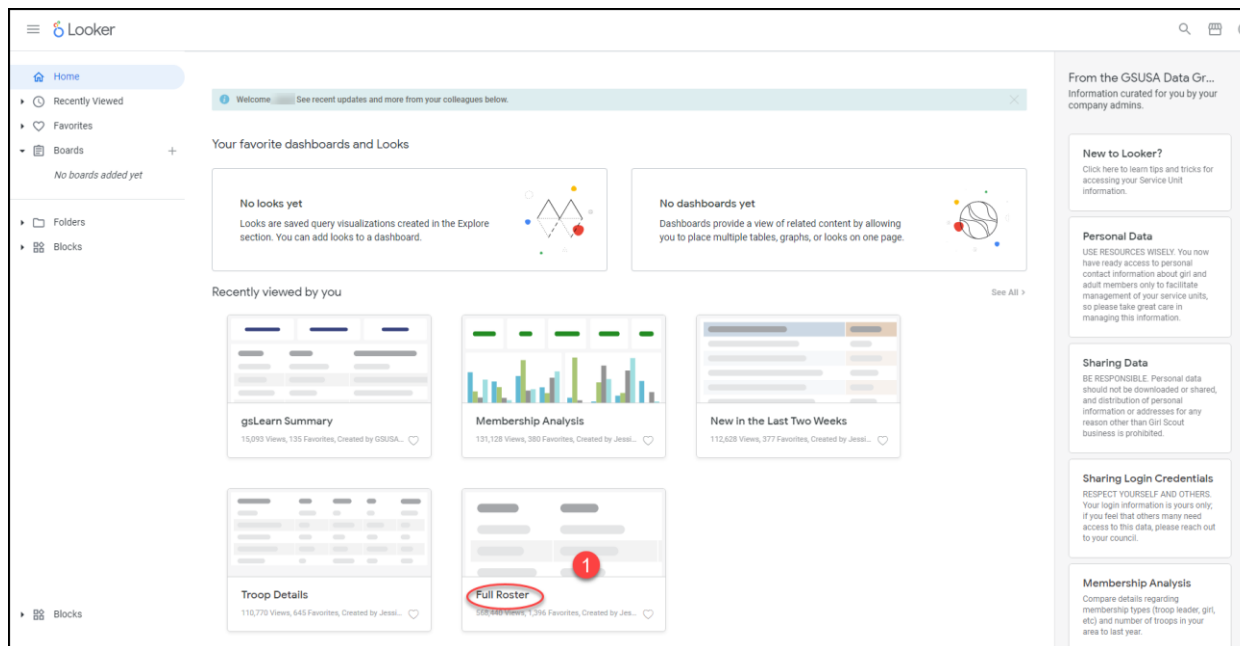 Looker
Home
Recently Viewed
Favorites
Boards
No boards added yet
Folders
Blocks
Blocks
Welcome See recent updates and more from your colleagues below.
Your favorite dashboards and Looks
No looks yet
Looks are saved query visualizations created in the Explore
section. You can add looks to a dashboard.
No dashboards yet
Dashboards provide a view of related content by allowing
you to place multiple tables, graphs, or looks on one page.
Recently viewed by you
See All >
gsLearn Summary
15,093 Views, 135 Favorites, Created by GSUSA...
Membership Analysis
131,128 Views, 380 Favorites, Created by Jessi...
New in the Last Two Weeks
112,628 Views, 377 Favorites, Created by Jessi...
Troop Details
110,770 Views, 645 Favorites, Created by Jessi...
1
Full Roster
568,440 Views, 1,396 Favorites, Created by Jes...
From the GSUSA Data Gr...
Information curated for you by your
company admins.
New to Looker?
Click here to learn tips and tricks for
accessing your Service Unit
information.
Personal Data
USE RESOURCES WISELY. You now
have ready access to personal
contact information about girl and
adult members only to facilitate
management of your service units,
so please take great care in
managing this information.
Sharing Data
BE RESPONSIBLE. Personal data
should not be downloaded or shared,
and distribution of personal
information or addresses for any
reason other than Girl Scout
business is prohibited.
Sharing Login Credentials
RESPECT YOURSELF AND OTHERS.
Your login information is yours only;
if you feel that others many need
access to this data, please reach out
to your council.
Membership Analysis
Compare details regarding
membership types (troop leader, girl,
etc) and number of troops in your
area to last year.